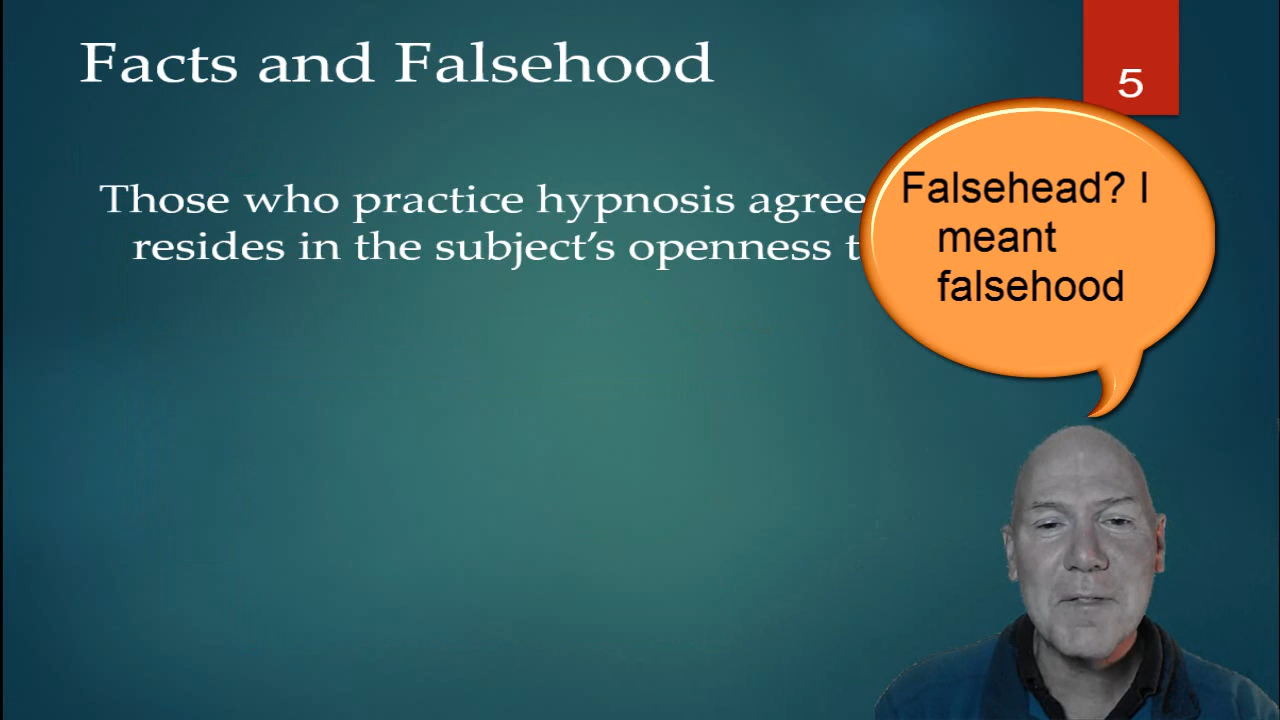 Facts and Falsehood
5
Those who practice hypnosis agree
resides in the subject's openness
Falsehead? I
meant
falsehood